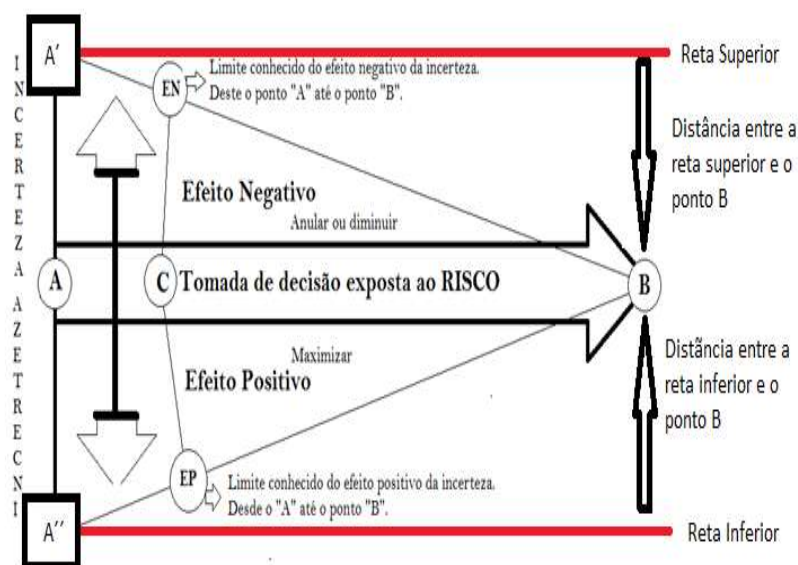 A'
Reta Superior
INCERTEZA AZETRECNI
EN
Limite conhecido do efeito negativo da incerteza.
Deste o ponto "A" até o ponto "B".
Distância entre a
reta superior e o
ponto B
Efeito Negativo
Anular ou diminuir
A
C
Tomada de decisão exposta ao RISCO
B
Maximizar
Efeito Positivo
Distância entre a
reta inferior e o
ponto B
EP
Limite conhecido do efeito positivo da incerteza.
Desde o "A" até o ponto "B".
A''
Reta Inferior